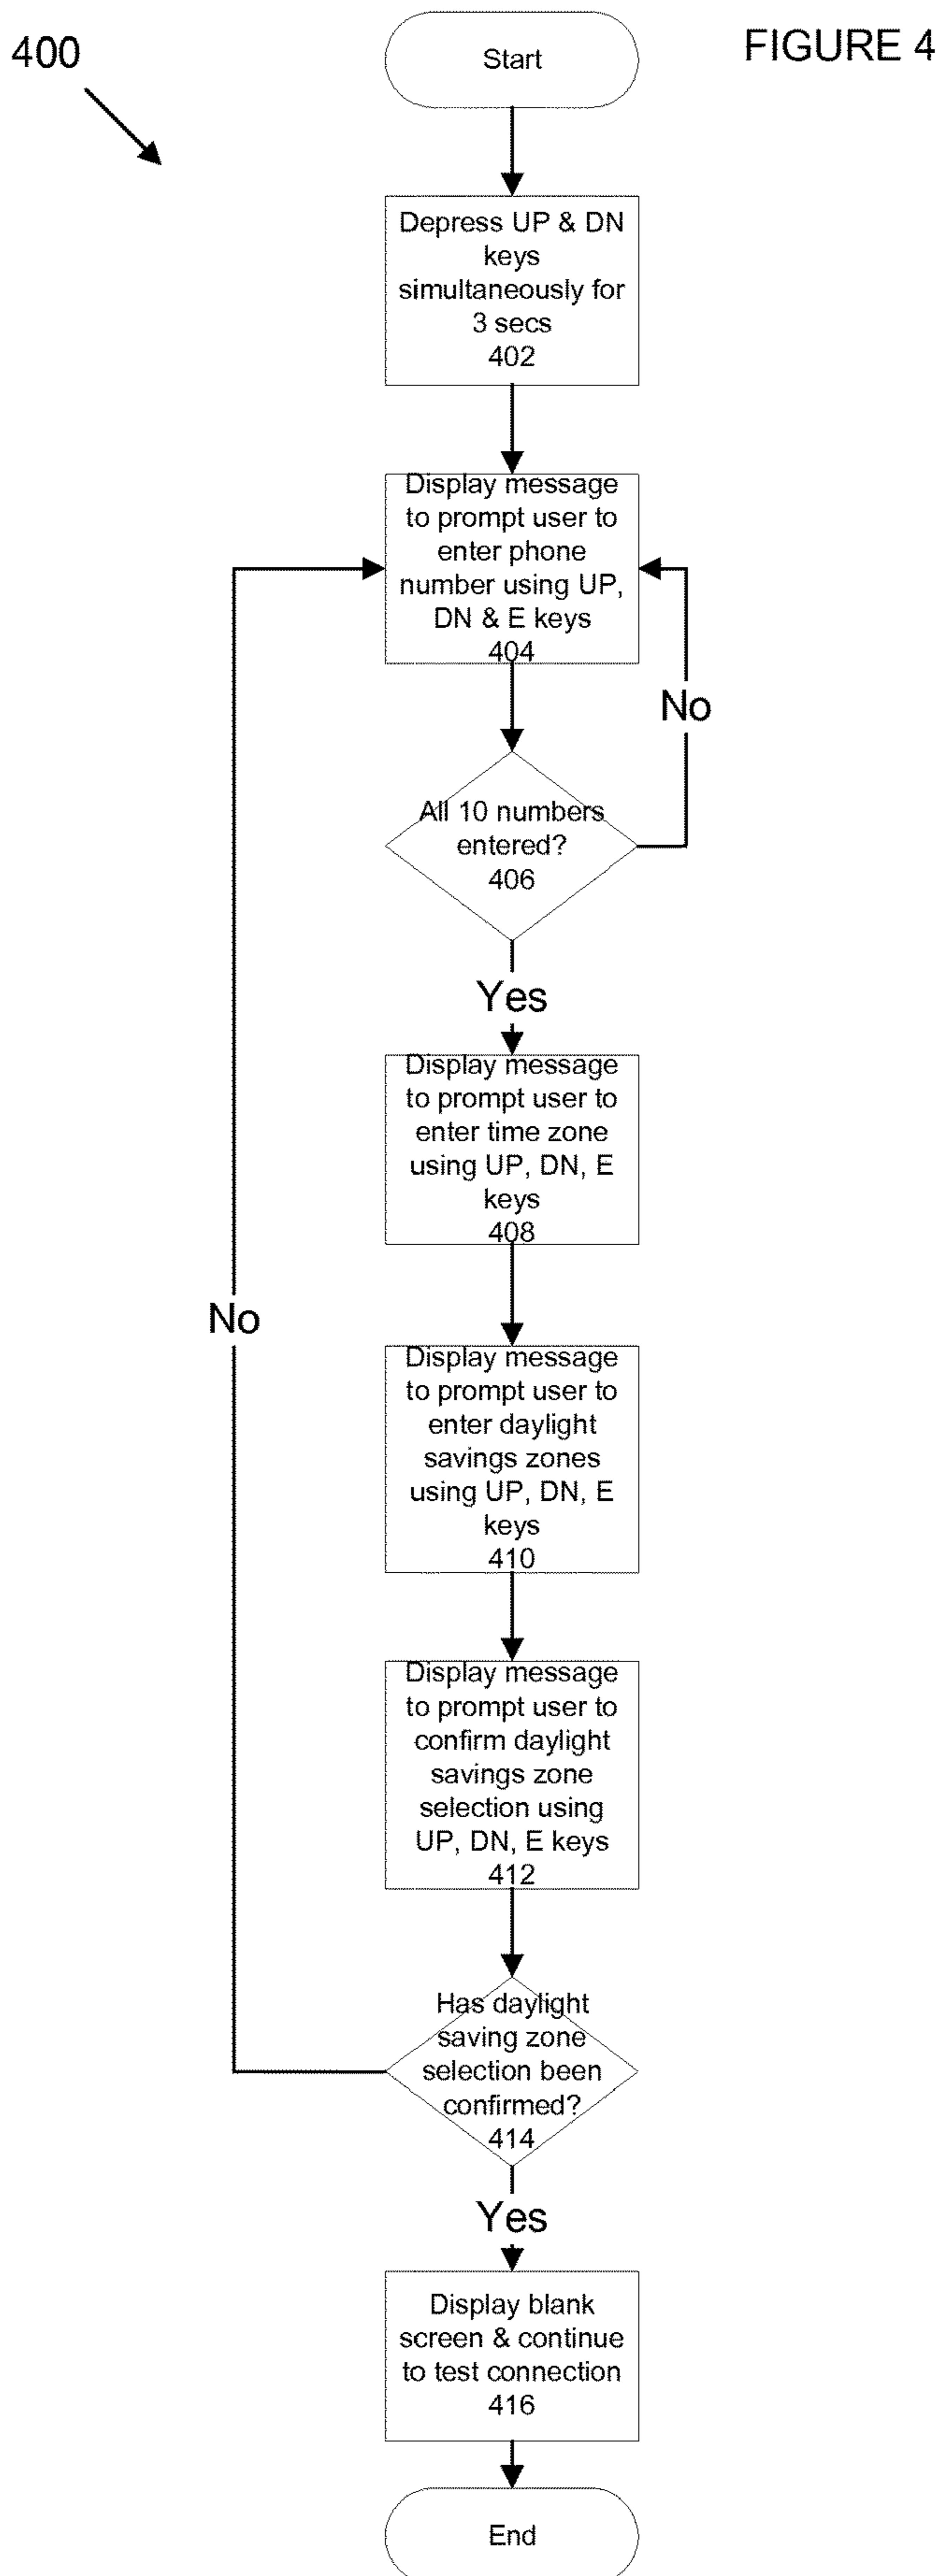 400
FIGURE 4
Start
Depress UP & DN
keys
simultaneously for
3 secs
402
Display message
to prompt user to
enter phone
number using UP,
DN & E keys
404
No
All 10 numbers
entered?
406
Yes
Display message
to prompt user to
enter time zone
using UP, DN, E
keys
408
No
Display message
to prompt user to
enter daylight
savings zones
using UP, DN, E
keys
410
Display message
to prompt user to
confirm daylight
savings zone
selection using
UP, DN, E keys
412
Has daylight
saving zone
selection been
confirmed?
414
Yes
Display blank
screen & continue
to test connection
416
End